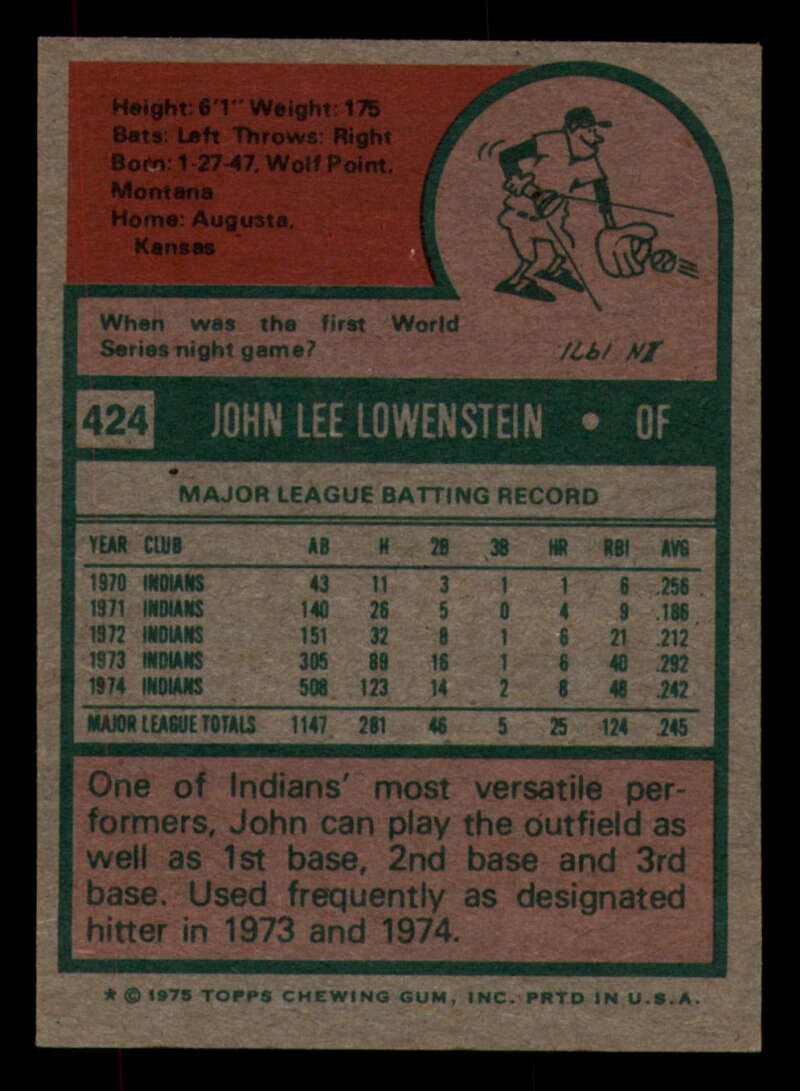 Height: 6'1" Weight: 175
Bats: Left Throws: Right
Born: 1-27-47, Wolf Point,
Montana
Home: Augusta,
Kansas
When was the first World
Series night game?
IN 1971
424 JOHN LEE LOWENSTEIN • OF
MAJOR LEAGUE BATTING RECORD
YEAR CLUB AB H 2B 3B HR RBI AVG
1970 INDIANS 43 11 3 1 1 6 .256
1971 INDIANS 140 26 5 0 4 9 .186
1972 INDIANS 151 32 8 1 6 21 .212
1973 INDIANS 305 89 16 1 6 40 .292
1974 INDIANS 508 123 14 2 8 48 .242
MAJOR LEAGUE TOTALS 1147 281 46 5 25 124 .245
One of Indians' most versatile per-
formers, John can play the outfield as
well as 1st base, 2nd base and 3rd
base. Used frequently as designated
hitter in 1973 and 1974.
* © 1975 TOPPS CHEWING GUM, INC. PRTD IN U.S.A.